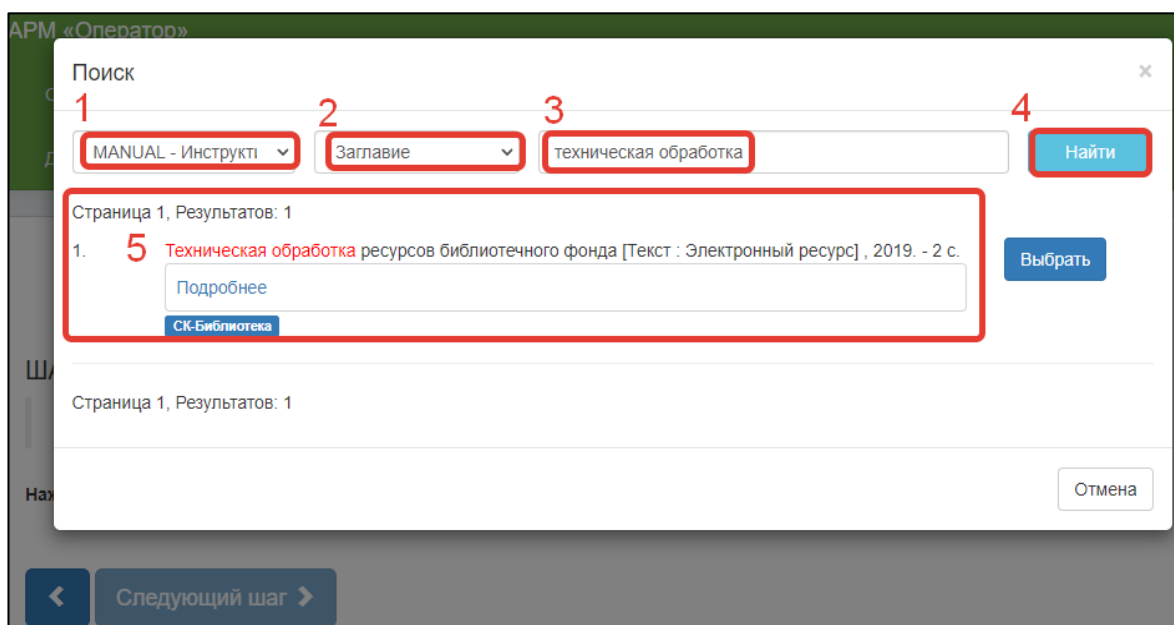 АРМ «Оператор»
Поиск ×
1 2 3 4
MANUAL - Инструкті Заглавие техническая обработка Найти
Страница 1, Результатов: 1
1. 5 Техническая обработка ресурсов библиотечного фонда [Текст : Электронный ресурс] , 2019. - 2 с. Выбрать
Подробнее
СК-Библиотека
Страница 1, Результатов: 1
Отмена
Следующий шаг